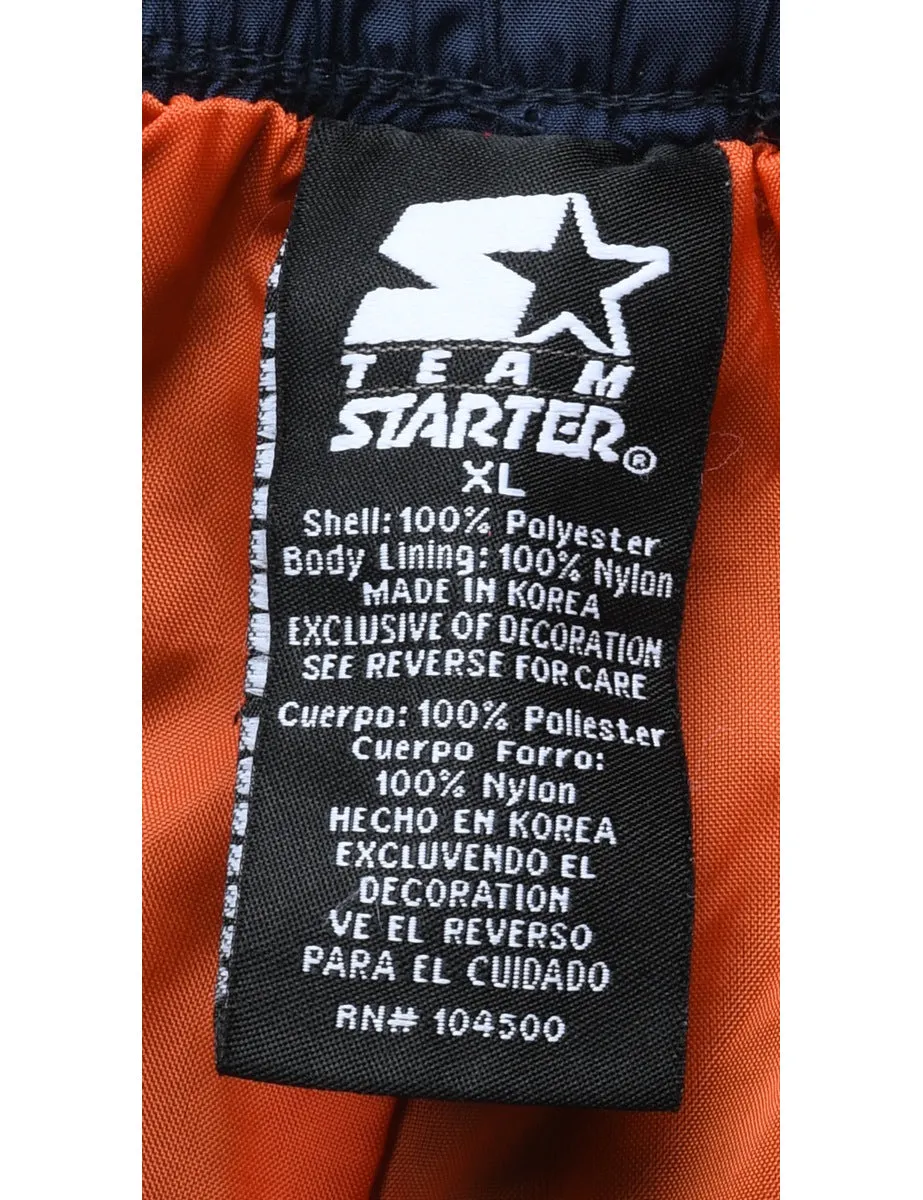 TEAM
STARTER®
XL
Shell: 100% Polyester
Body Lining: 100% Nylon
MADE IN KOREA
EXCLUSIVE OF DECORATION
SEE REVERSE FOR CARE
Cuerpo: 100% Poliester
Cuerpo Forro:
100% Nylon
HECHO EN KOREA
EXCLUVENDO EL
DECORATION
VE EL REVERSO
PARA EL CUIDADO
RN# 104500